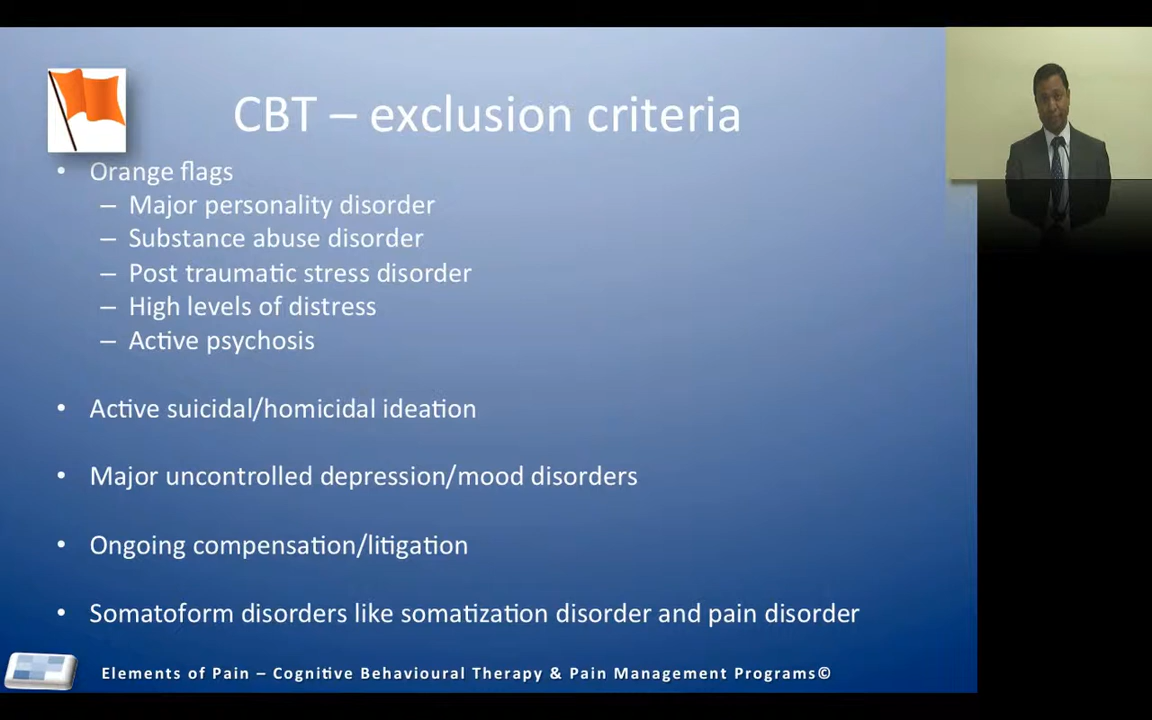 CBT – exclusion criteria
• Orange flags
– Major personality disorder
– Substance abuse disorder
– Post traumatic stress disorder
– High levels of distress
– Active psychosis
• Active suicidal/homicidal ideation
• Major uncontrolled depression/mood disorders
• Ongoing compensation/litigation
• Somatoform disorders like somatization disorder and pain disorder
Elements of Pain – Cognitive Behavioural Therapy & Pain Management Programs©